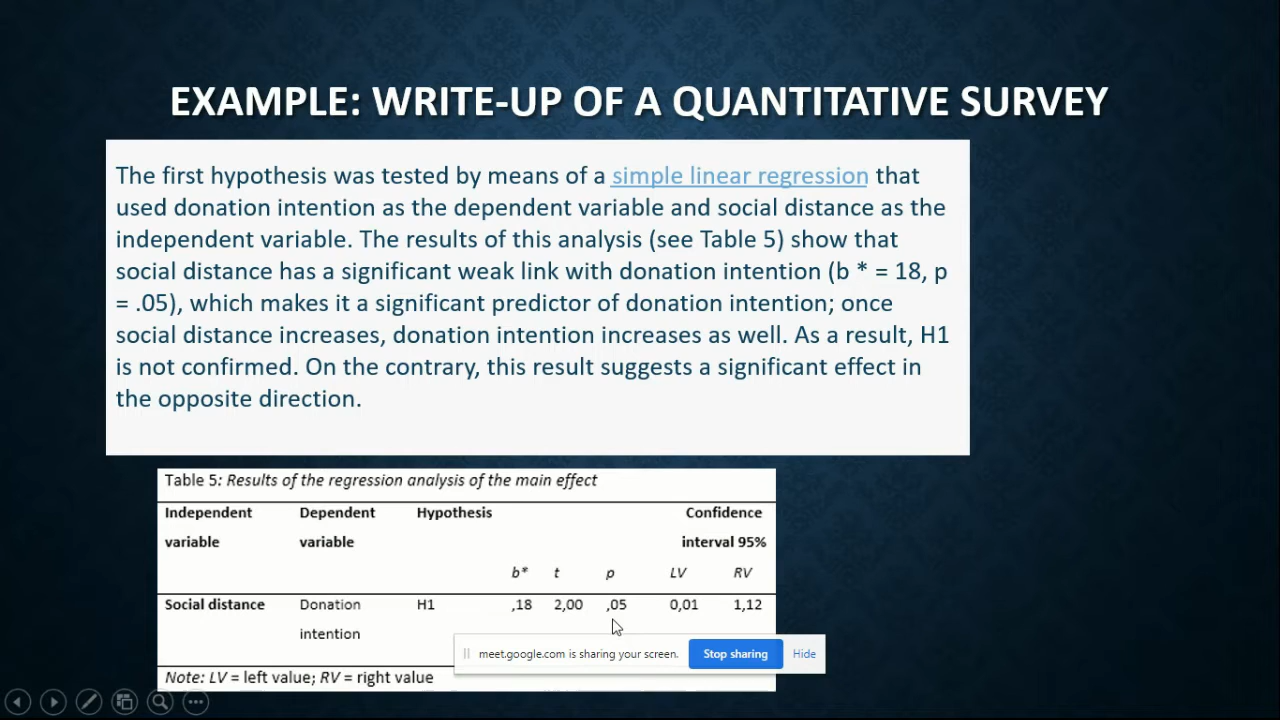 EXAMPLE: WRITE-UP OF A QUANTITATIVE SURVEY
The first hypothesis was tested by means of a simple linear regression that
used donation intention as the dependent variable and social distance as the
independent variable. The results of this analysis (see Table 5) show that
social distance has a significant weak link with donation intention (b * = 18, p
= .05), which makes it a significant predictor of donation intention; once
social distance increases, donation intention increases as well. As a result, H1
is not confirmed. On the contrary, this result suggests a significant effect in
the opposite direction.
Table 5: Results of the regression analysis of the main effect
Independent Dependent Hypothesis Confidence
variable variable interval 95%
b* t p LV RV
Social distance Donation H1 ,18 2,00 ,05 0,01 1,12
intention
meet.google.com is sharing your screen. Stop sharing Hide
Note: LV = left value; RV = right value